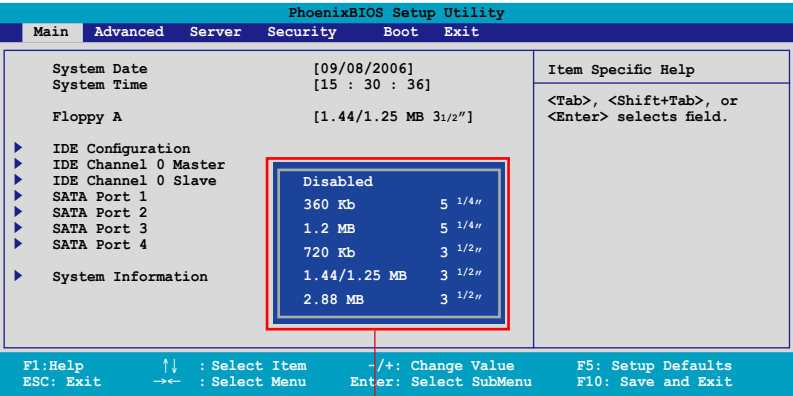 PhoenixBIOS Setup Utility
Main Advanced Server Security Boot Exit
System Date [09/08/2006]
System Time [15 : 30 : 36]
Floppy A [1.44/1.25 MB 31/2″]
IDE Configuration
IDE Channel 0 Master
IDE Channel 0 Slave
SATA Port 1
SATA Port 2
SATA Port 3
SATA Port 4
System Information
Disabled
360 Kb 5 1/4″
1.2 MB 5 1/4″
720 Kb 3 1/2″
1.44/1.25 MB 3 1/2″
2.88 MB 3 1/2″
Item Specific Help
<Tab>, <Shift+Tab>, or
<Enter> selects field.
F1:Help ↑↓ : Select Item -/+: Change Value F5: Setup Defaults
ESC: Exit →← : Select Menu Enter: Select SubMenu F10: Save and Exit